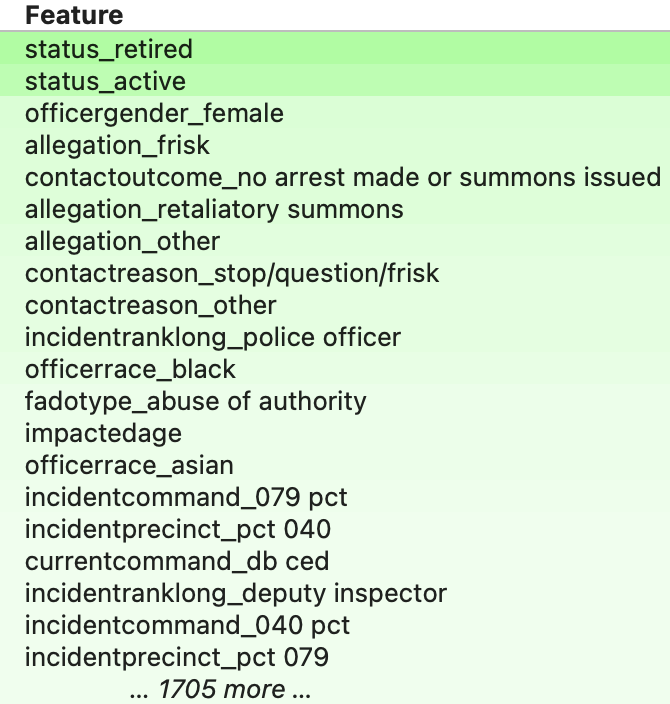 Feature
status_retired
status_active
officergender_female
allegation_frisk
contactoutcome_no arrest made or summons issued
allegation_retaliatory summons
allegation_other
contactreason_stop/question/frisk
contactreason_other
incidentranklong_police officer
officerrace_black
fadotype_abuse of authority
impactedage
officerrace_asian
incidentcommand_079 pct
incidentprecinct_pct 040
currentcommand_db ced
incidentranklong_deputy inspector
incidentcommand_040 pct
incidentprecinct_pct 079
... 1705 more ...